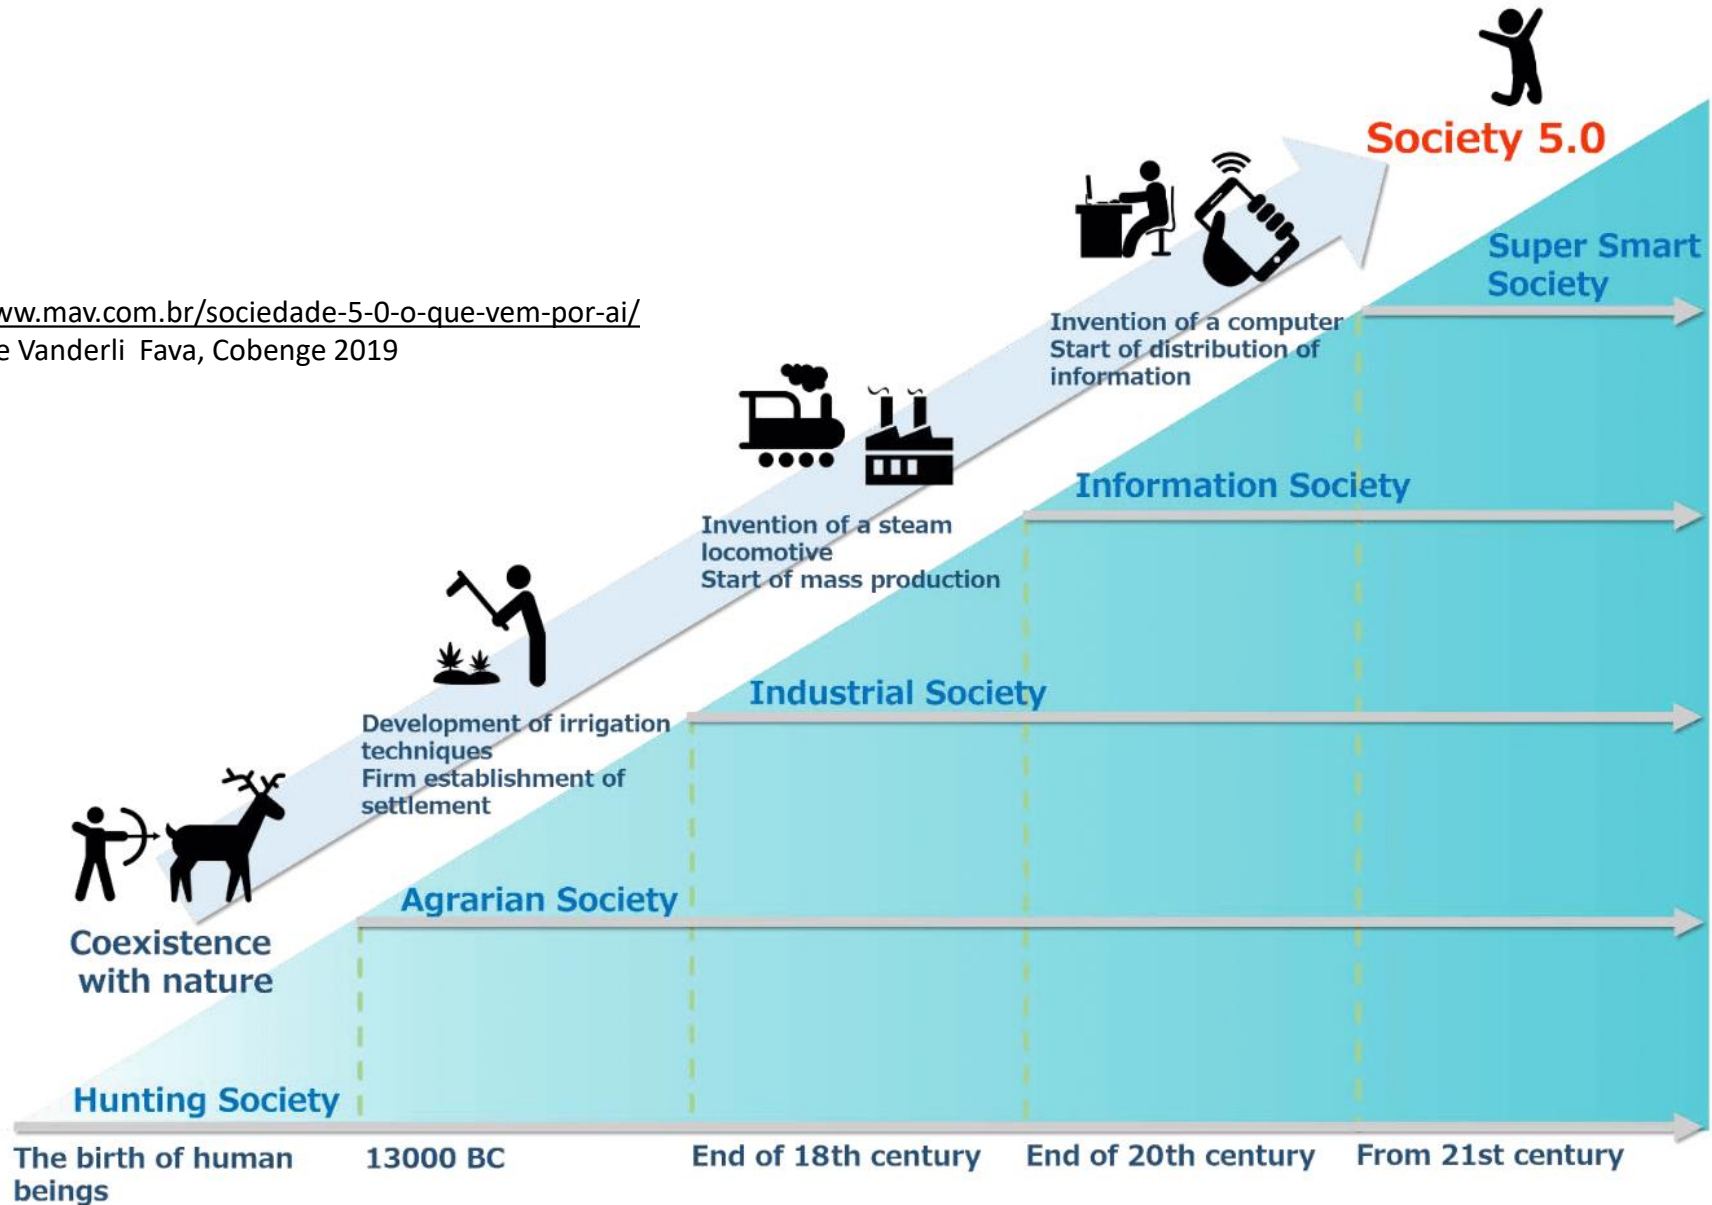 Society 5.0
Super Smart
Society
ww.mav.com.br/sociedade-5-0-o-que-vem-por-ai/
e Vanderli Fava, Cobenge 2019
Invention of a computer
Start of distribution of
information
Information Society
Invention of a steam
locomotive
Start of mass production
Industrial Society
Development of irrigation
techniques
Firm establishment of
settlement
Agrarian Society
Coexistence
with nature
Hunting Society
The birth of human
beings
13000 BC
End of 18th century
End of 20th century
From 21st century